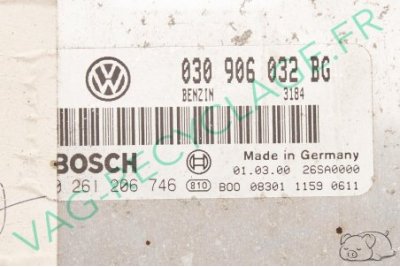 030 906 032 BG
BENZIN 3184
BOSCH
Made in Germany
01.03.00 26SA0000
0 261 206 746 810 B00 08301 1159 0611
VAG-RECYCLAGE.FR